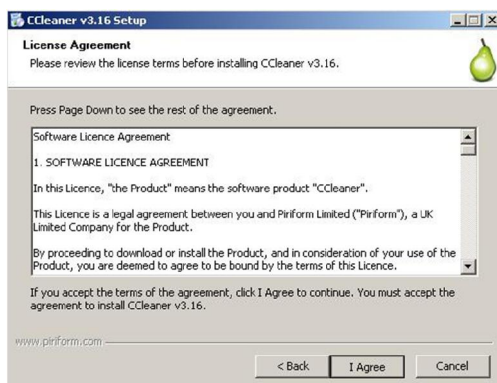 CCleaner v3.16 Setup
License Agreement
Please review the license terms before installing CCleaner v3.16.
Press Page Down to see the rest of the agreement.
Software Licence Agreement
1. SOFTWARE LICENCE AGREEMENT
In this Licence, "the Product" means the software product "CCleaner".
This Licence is a legal agreement between you and Piriform Limited ("Piriform"), a UK
Limited Company for the Product.
By proceeding to download or install the Product, and in consideration of your use of the
Product, you are deemed to agree to be bound by the terms of this Licence.
If you accept the terms of the agreement, click I Agree to continue. You must accept the
agreement to install CCleaner v3.16.
www.piriform.com
< Back I Agree Cancel